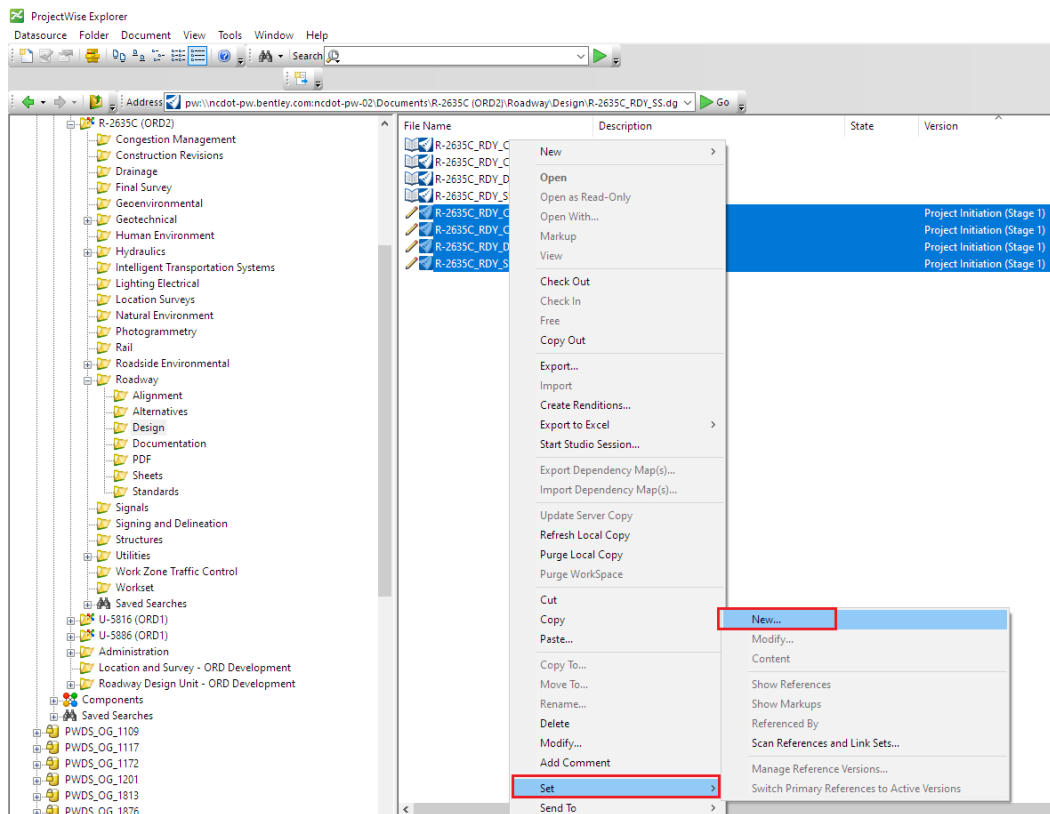 ProjectWise Explorer
Datasource Folder Document View Tools Window Help
Search
Address pw:\\ncdot-pw.bentley.com:ncdot-pw-02\Documents\R-2635C (ORD2)\Roadway\Design\R-2635C_RDY_SS.dg Go
R-2635C (ORD2)
Congestion Management
Construction Revisions
Drainage
Final Survey
Geoenvironmental
Geotechnical
Human Environment
Hydraulics
Intelligent Transportation Systems
Lighting Electrical
Location Surveys
Natural Environment
Photogrammetry
Rail
Roadside Environmental
Roadway
Alignment
Alternatives
Design
Documentation
PDF
Sheets
Standards
Signals
Signing and Delineation
Structures
Utilities
Work Zone Traffic Control
Workset
Saved Searches
U-5816 (ORD1)
U-5886 (ORD1)
Administration
Location and Survey - ORD Development
Roadway Design Unit - ORD Development
Components
Saved Searches
PWDS_OG_1109
PWDS_OG_1117
PWDS_OG_1172
PWDS_OG_1201
PWDS_OG_1813
PWDS_OG_1876
File Name Description State Version
R-2635C_RDY_C
R-2635C_RDY_C
R-2635C_RDY_D
R-2635C_RDY_S
R-2635C_RDY_C Project Initiation (Stage 1)
R-2635C_RDY_C Project Initiation (Stage 1)
R-2635C_RDY_D Project Initiation (Stage 1)
R-2635C_RDY_S Project Initiation (Stage 1)
New
Open
Open as Read-Only
Open With...
Markup
View
Check Out
Check In
Free
Copy Out
Export...
Import
Create Renditions...
Export to Excel
Start Studio Session...
Export Dependency Map(s)...
Import Dependency Map(s)...
Update Server Copy
Refresh Local Copy
Purge Local Copy
Purge WorkSpace
Cut
Copy
Paste...
Copy To...
Move To...
Rename...
Delete
Modify...
Add Comment
Set
Send To
New...
Modify...
Content
Show References
Show Markups
Referenced By
Scan References and Link Sets...
Manage Reference Versions...
Switch Primary References to Active Versions